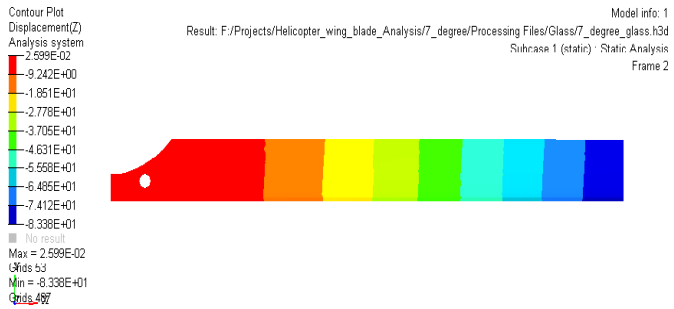 Contour Plot
Displacement(Z)
Analysis system
2.599E-02
-9.242E+00
-1.851E+01
-2.778E+01
-3.705E+01
-4.631E+01
-5.558E+01
-6.485E+01
-7.412E+01
-8.338E+01
No result
Max = 2.599E-02
Grids 53
Min = -8.338E+01
Grids 487
Model info: 1
Result: F:/Projects/Helicopter_wing_blade_Analysis/7_degree/Processing Files/Glass/7_degree_glass.h3d
Subcase 1 (static) : Static Analysis
Frame 2